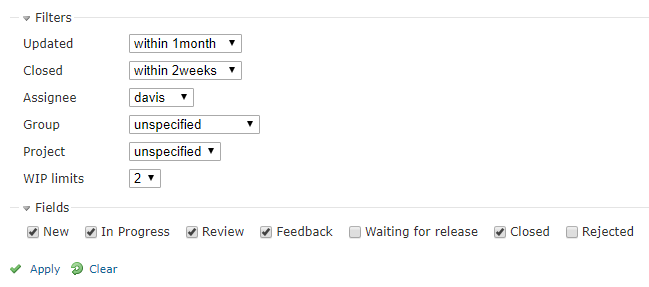 Filters
Updated within 1month
Closed within 2weeks
Assignee davis
Group unspecified
Project unspecified
WIP limits 2
Fields
New In Progress Review Feedback Waiting for release Closed Rejected
Apply Clear